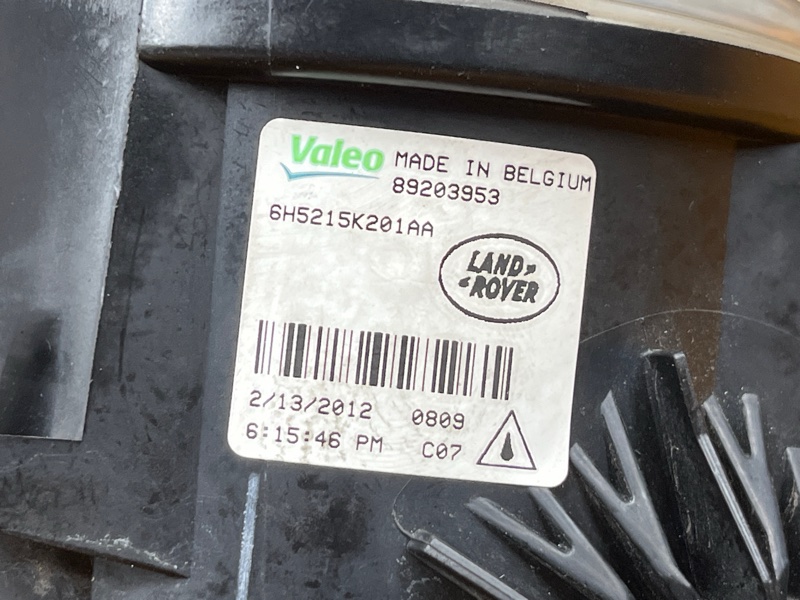 Valeo MADE IN BELGIUM
89203953
6H5215K201AA
LAND
ROVER
2/13/2012 0809
6:15:46 PM C07